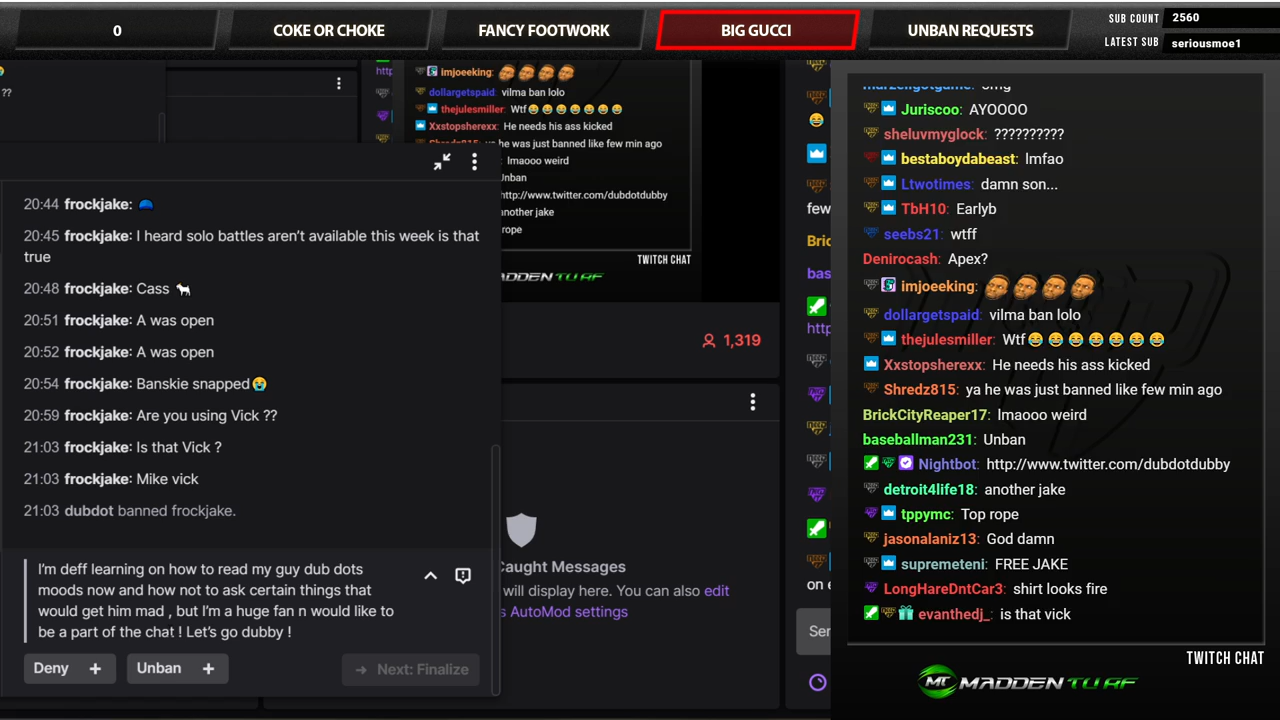 0
COKE OR CHOKE
FANCY FOOTWORK
BIG GUCCI
UNBAN REQUESTS
SUB COUNT 2560
LATEST SUB seriousmoe1
??
http
imjoeeking:
dollargetspaid: vilma ban lolo
thejulesmiller: Wtf😂😂😂😂😂😂😂
Xxstopsherexx: He needs his ass kicked
Shredz815: ya he was just banned like few min ago
lmaooo weird
Unban
http://www.twitter.com/dubdotdubby
another jake
rope
TWITCH CHAT
MADDEN TURF
1,319
20:44 frockjake: 🧢
20:45 frockjake: I heard solo battles aren't available this week is that
true
20:48 frockjake: Cass 🐐
20:51 frockjake: A was open
20:52 frockjake: A was open
20:54 frockjake: Banskie snapped😭
20:59 frockjake: Are you using Vick ??
21:03 frockjake: Is that Vick ?
21:03 frockjake: Mike vick
21:03 dubdot banned frockjake.
I'm deff learning on how to read my guy dub dots
moods now and how not to ask certain things that
would get him mad , but I'm a huge fan n would like to
be a part of the chat ! Let's go dubby !
Deny +
Unban +
→ Next: Finalize
Caught Messages
will display here. You can also edit
AutoMod settings
few
Bric
bas
http
on e
Ser
Juriscoo: AYOOOO
sheluvmyglock: ??????????
bestaboydabeast: lmfao
Ltwotimes: damn son...
TbH10: Earlyb
seebs21: wtff
Denirocash: Apex?
imjoeeking:
dollargetspaid: vilma ban lolo
thejulesmiller: Wtf😂😂😂😂😂😂😂
Xxstopsherexx: He needs his ass kicked
Shredz815: ya he was just banned like few min ago
BrickCityReaper17: lmaooo weird
baseballman231: Unban
Nightbot: http://www.twitter.com/dubdotdubby
detroit4life18: another jake
tppymc: Top rope
jasonalaniz13: God damn
supremeteni: FREE JAKE
LongHareDntCar3: shirt looks fire
evanthedj_: is that vick
TWITCH CHAT
MT MADDEN TURF